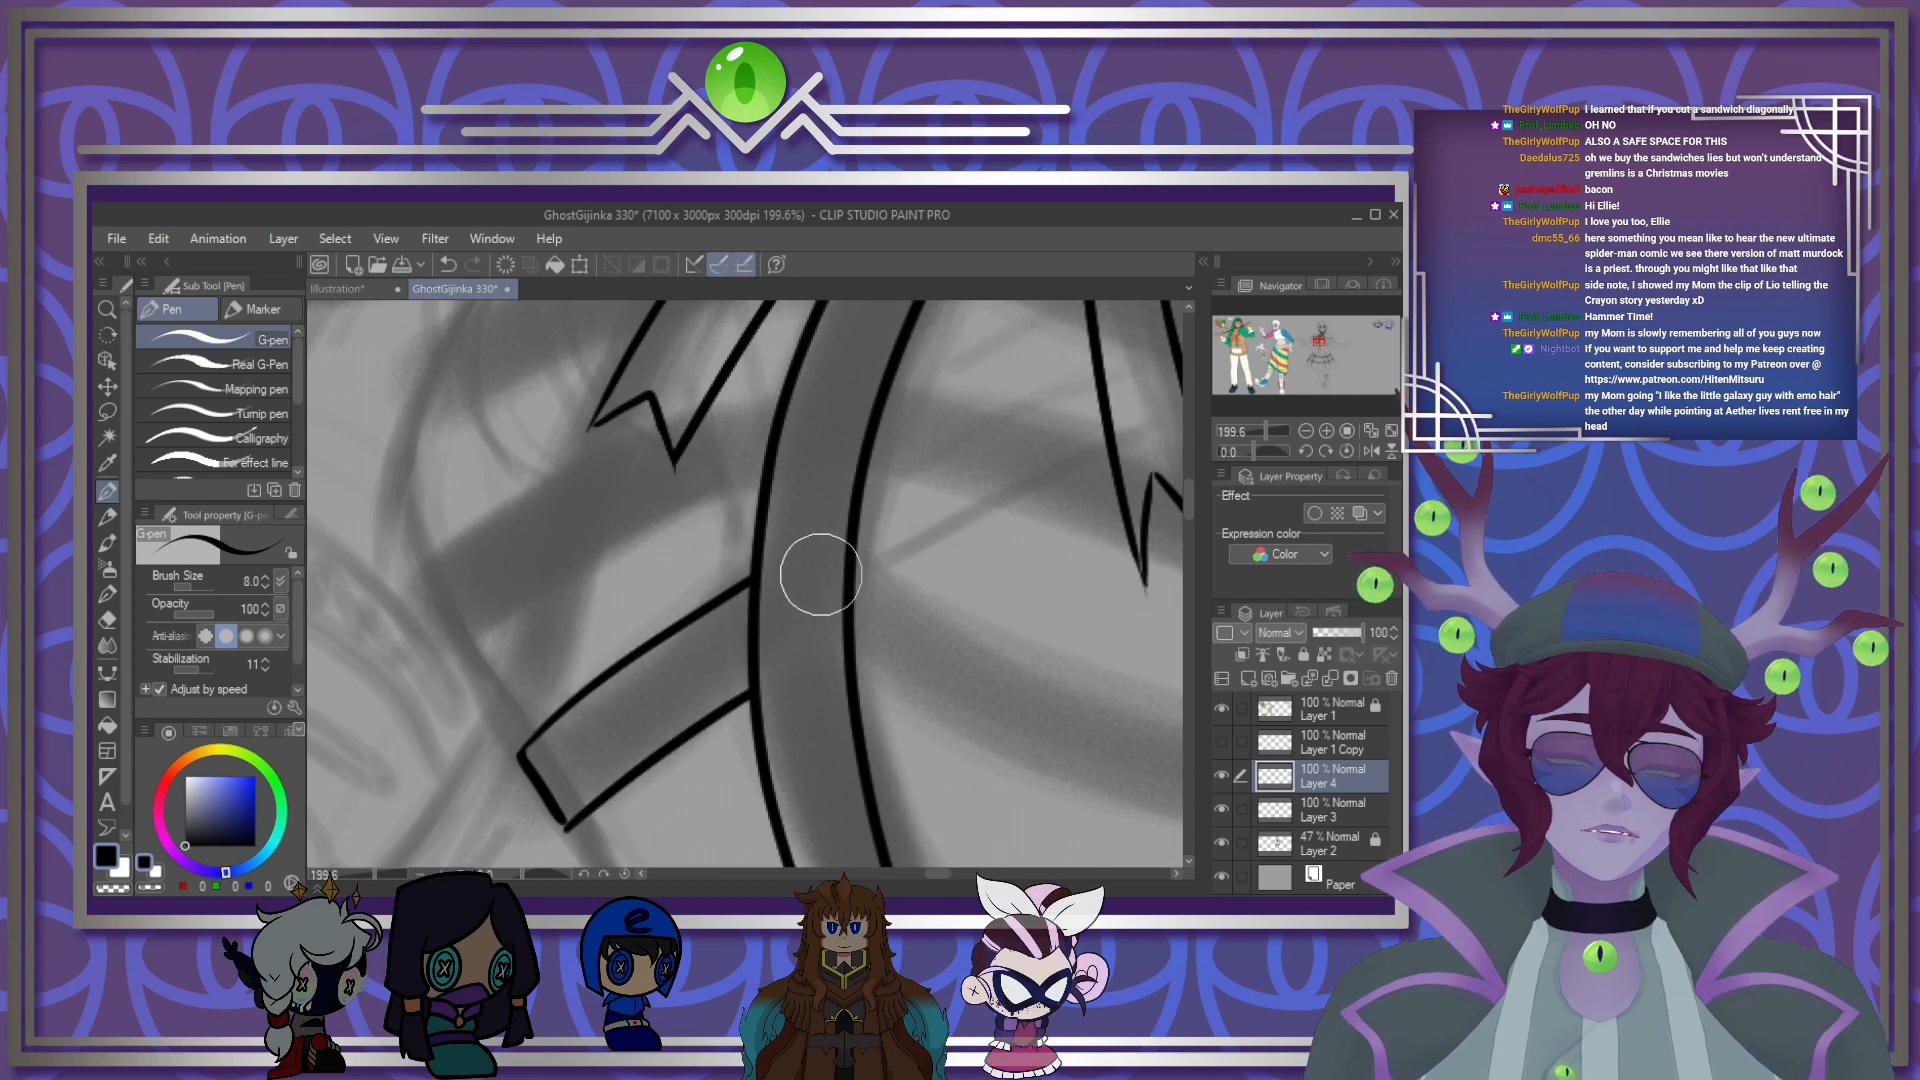 GhostGijinka 330* (7100 x 3000px 300dpi 199.6%) - CLIP STUDIO PAINT PRO
File Edit Animation Layer Select View Filter Window Help
Sub Tool [Pen]
Pen
Marker
G-pen
Real G-Pen
Mapping pen
Turnip pen
Calligraphy
For effect line
Tool property [G-pe
G-pen
Brush Size 8.0
Opacity 100
Anti-aliasin
Stabilization 11
Adjust by speed
0 0 0
Illustration*
GhostGijinka 330*
199.6
Navigator
199.6
0.0
Layer Property
Effect
Expression color
Color
Layer
Normal 100
100 % Normal
Layer 1
100 % Normal
Layer 1 Copy
100 % Normal
Layer 4
100 % Normal
Layer 3
47 % Normal
Layer 2
Paper
TheGirlyWolfPup I learned that if you cut a sandwich diagonally
Prof_Lambeo OH NO
TheGirlyWolfPup ALSO A SAFE SPACE FOR THIS
Daedalus725 oh we buy the sandwiches lies but won't understand
gremlins is a Christmas movies
bacon
Prof_Lambeo Hi Ellie!
TheGirlyWolfPup I love you too, Ellie
dmc55_66 here something you mean like to hear the new ultimate
spider-man comic we see there version of matt murdock
is a priest. through you might like that like that
TheGirlyWolfPup side note, I showed my Mom the clip of Lio telling the
Crayon story yesterday xD
Prof_Lambeo Hammer Time!
TheGirlyWolfPup my Mom is slowly remembering all of you guys now
Nightbot If you want to support me and help me keep creating
content, consider subscribing to my Patreon over @
https://www.patreon.com/HitenMitsuru
TheGirlyWolfPup my Mom going "I like the little galaxy guy with emo hair"
the other day while pointing at Aether lives rent free in my
head
e